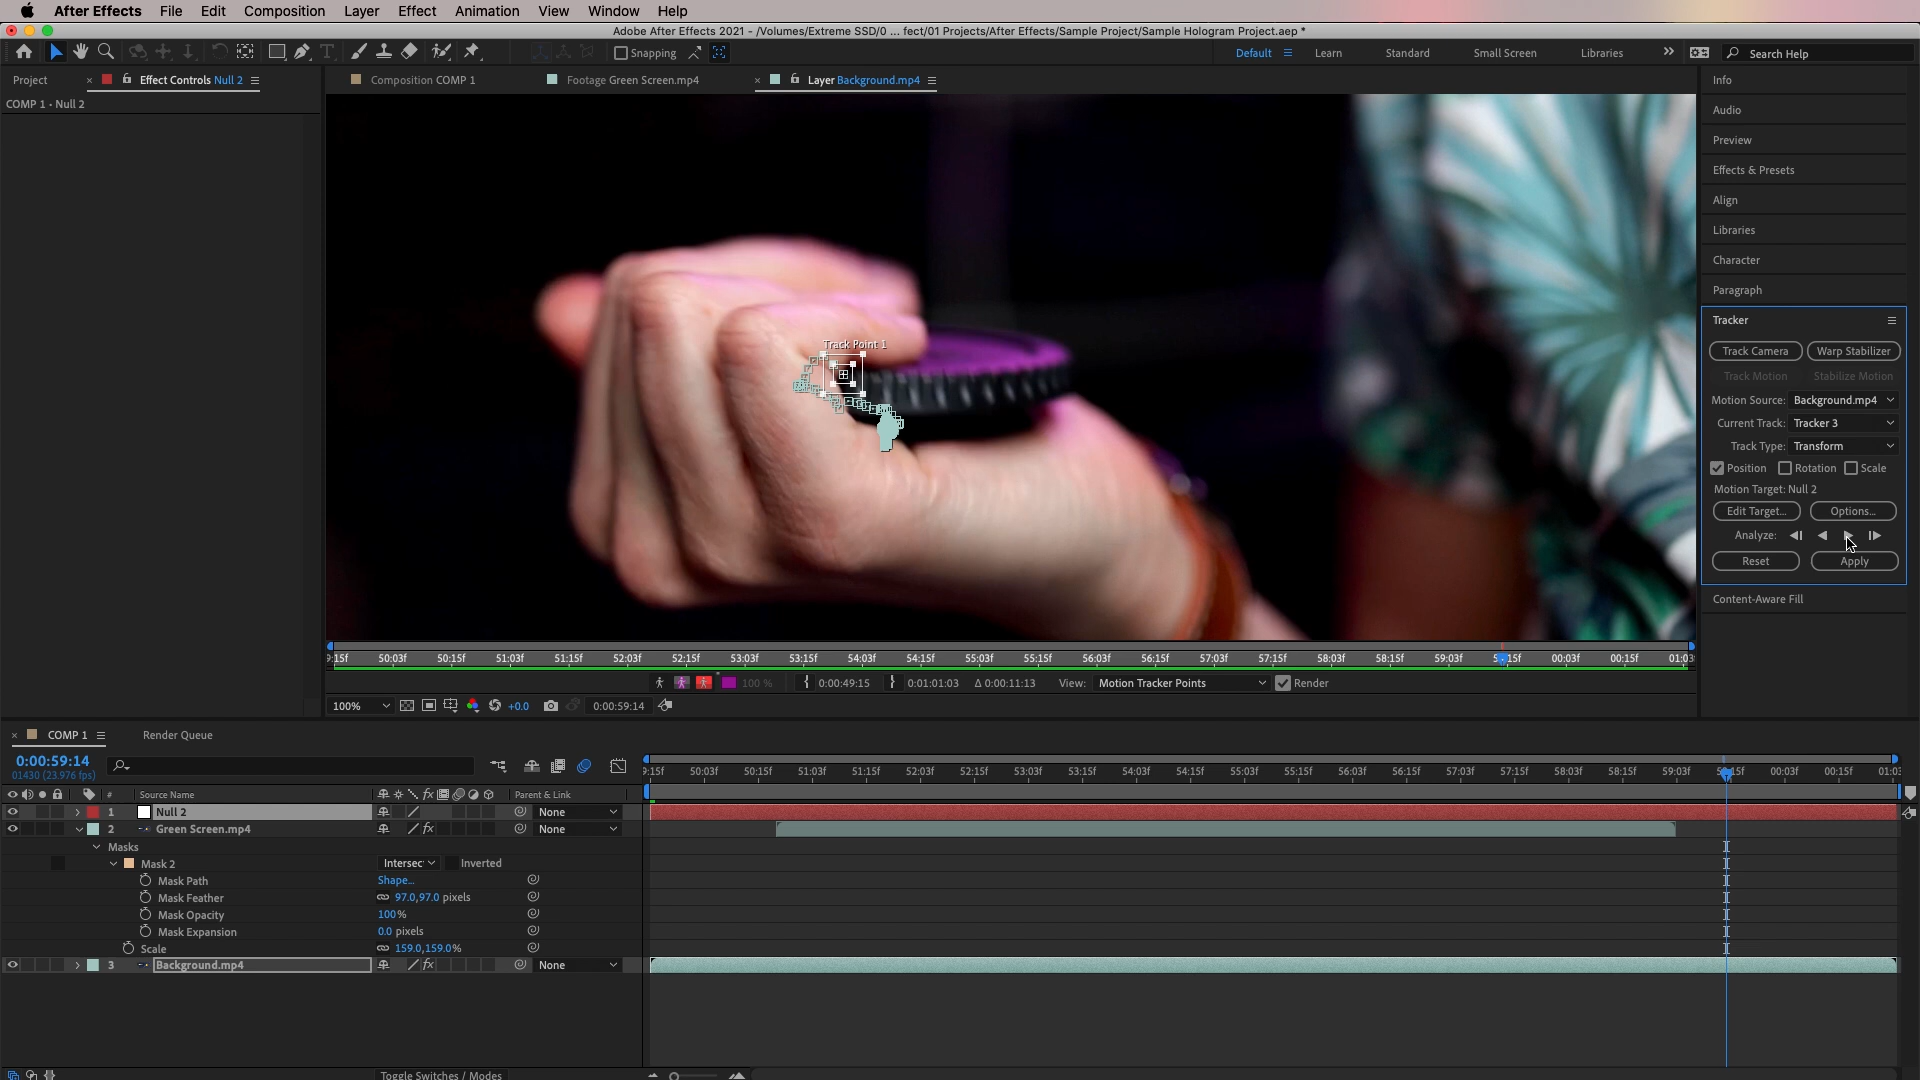 After Effects File Edit Composition Layer Effect Animation View Window Help
Adobe After Effects 2021 - /Volumes/Extreme SSD/0 ... fect/01 Projects/After Effects/Sample Project/Sample Hologram Project.aep *
Snapping
Default Learn Standard Small Screen Libraries » Search Help
Project × Effect Controls Null 2
Composition COMP 1 Footage Green Screen.mp4 × Layer Background.mp4
COMP 1 • Null 2
Info
Audio
Preview
Effects & Presets
Align
Libraries
Character
Paragraph
Tracker
Track Camera Warp Stabilizer
Track Motion Stabilize Motion
Motion Source: Background.mp4
Current Track: Tracker 3
Track Type: Transform
Position Rotation Scale
Motion Target: Null 2
Edit Target... Options...
Analyze:
Reset Apply
Content-Aware Fill
Track Point 1
9:15f 50:03f 50:15f 51:03f 51:15f 52:03f 52:15f 53:03f 53:15f 54:03f 54:15f 55:03f 55:15f 56:03f 56:15f 57:03f 57:15f 58:03f 58:15f 59:03f 00:03f 00:15f 01:03
100 % 0:00:49:15 0:01:01:03 Δ 0:00:11:13 View: Motion Tracker Points Render
100% +0.0 0:00:59:14
× COMP 1 Render Queue
0:00:59:14
01430 (23.976 fps)
9:15f 50:03f 50:15f 51:03f 51:15f 52:03f 52:15f 53:03f 53:15f 54:03f 54:15f 55:03f 55:15f 56:03f 56:15f 57:03f 57:15f 58:03f 58:15f 59:03f 00:03f 00:15f 01:03
# Source Name fx Parent & Link
1 Null 2 None
2 Green Screen.mp4 fx None
Masks
Mask 2 Intersec Inverted
Mask Path Shape...
Mask Feather 97.0,97.0 pixels
Mask Opacity 100%
Mask Expansion 0.0 pixels
Scale 159.0,159.0%
3 Background.mp4 fx None
Toggle Switches / Modes